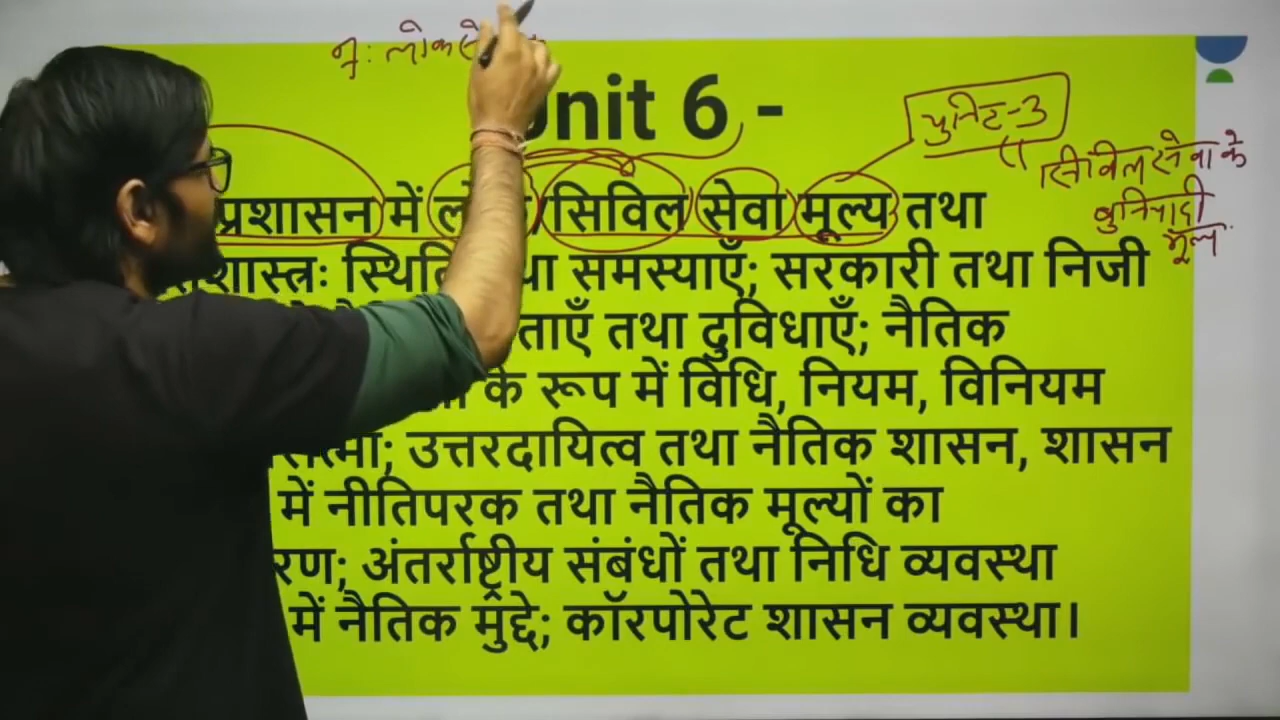 Unit 6 -
युनिट-3
सिविल सेवा के
बुनियादी
मूल्य
प्रशासन में सिविल सेवा मूल्य तथा
स्थिति समस्याएँ; सरकारी तथा निजी
तथा दुविधाएँ; नैतिक
के रूप में विधि, नियम, विनियम
उत्तरदायित्व तथा नैतिक शासन, शासन
में नीतिपरक तथा नैतिक मूल्यों का
अंतर्राष्ट्रीय संबंधों तथा निधि व्यवस्था
में नैतिक मुद्दे; कॉरपोरेट शासन व्यवस्था।